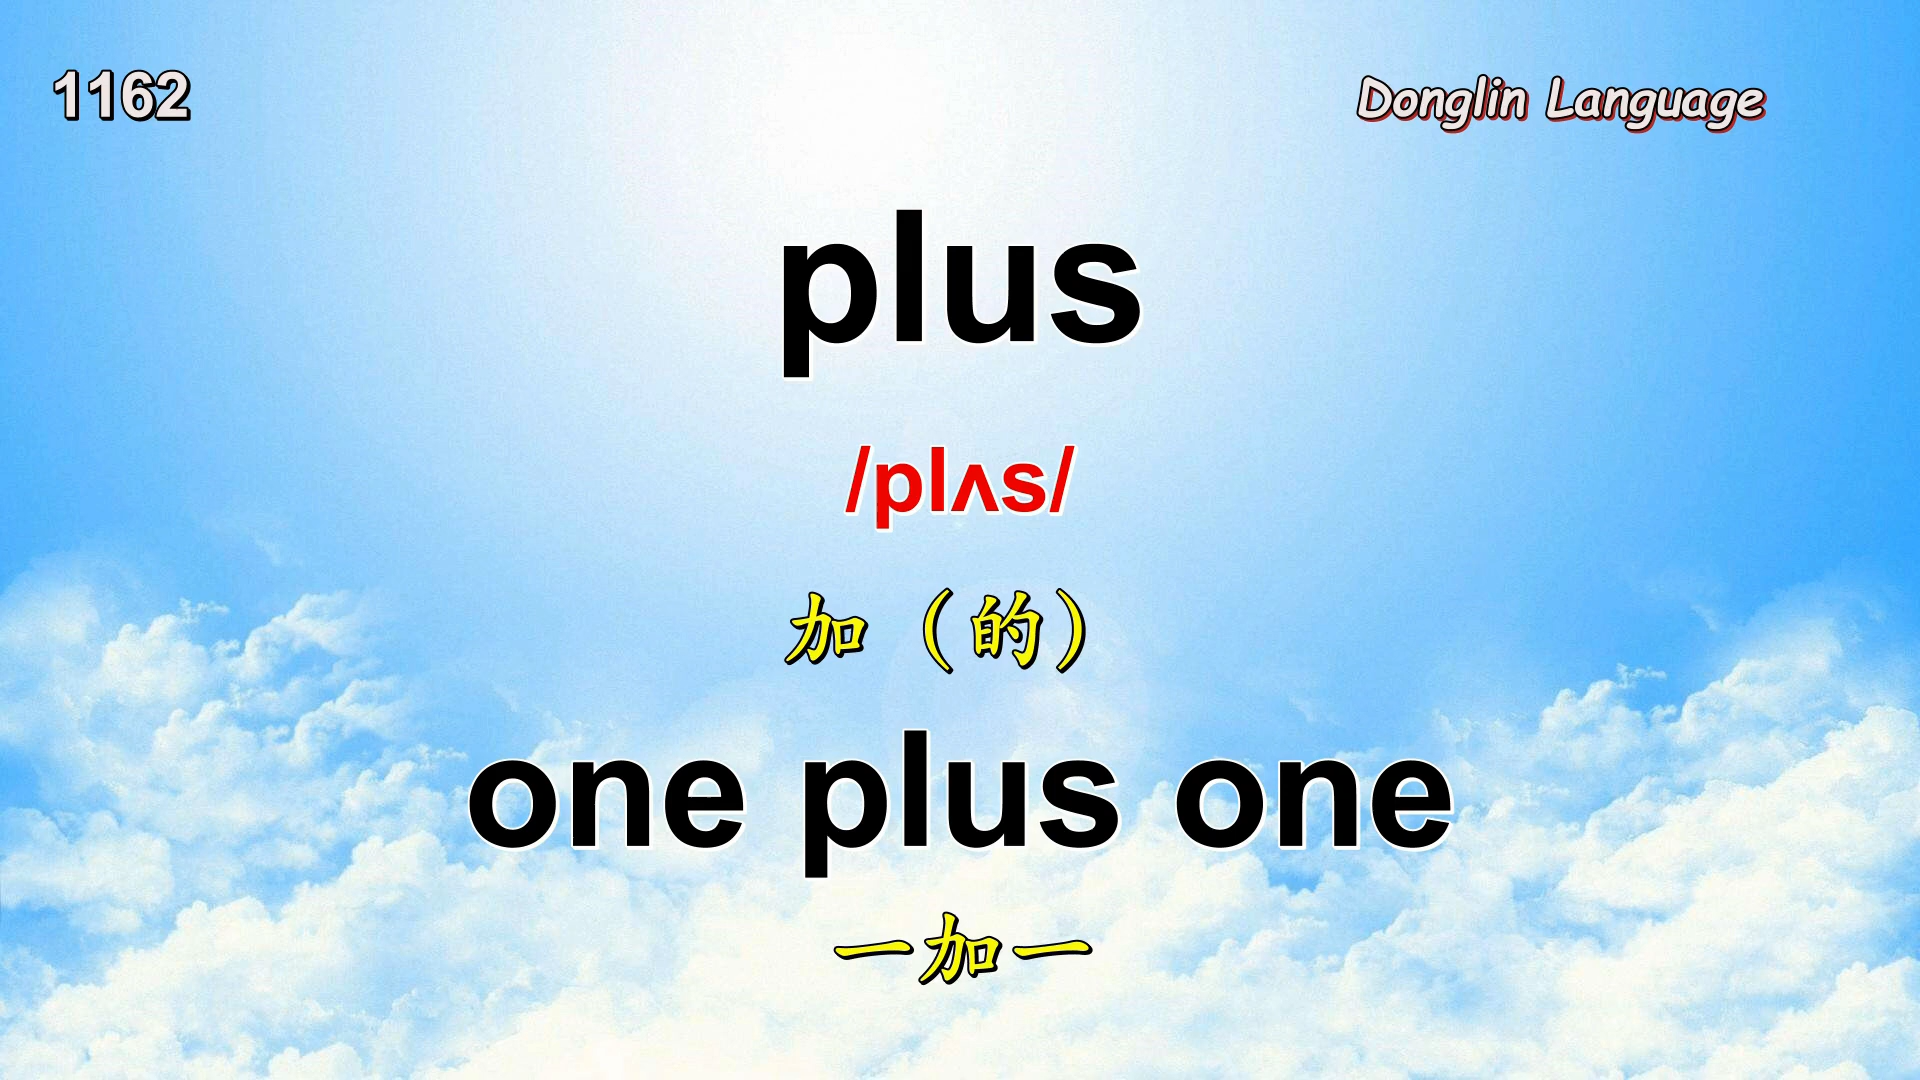 1162
Donglin Language
plus
/plʌs/
加（的）
one plus one
一加一